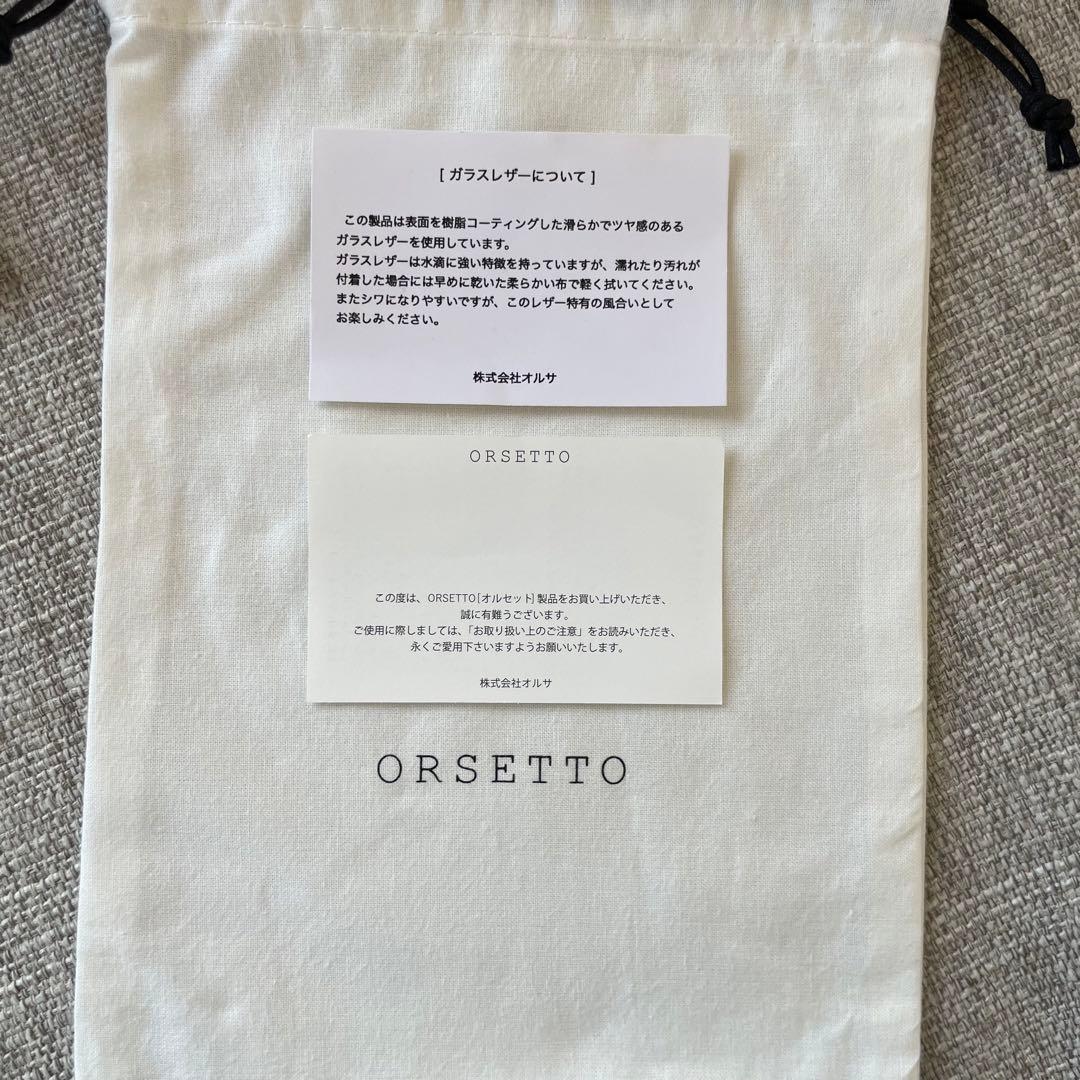 [ ガラスレザーについて ]
この製品は表面を樹脂コーティングした滑らかでツヤ感のある
ガラスレザーを使用しています。
ガラスレザーは水滴に強い特徴を持っていますが、濡れたり汚れが
付着した場合には早めに乾いた柔らかい布で軽く拭いてください。
またシワになりやすいですが、このレザー特有の風合いとして
お楽しみください。
株式会社オルサ
ORSETTO
この度は、ORSETTO[オルセット]製品をお買い上げいただき、
誠に有難うございます。
ご使用に際しましては、「お取り扱い上のご注意」をお読みいただき、
永くご愛用下さいますようお願いいたします。
株式会社オルサ
ORSETTO